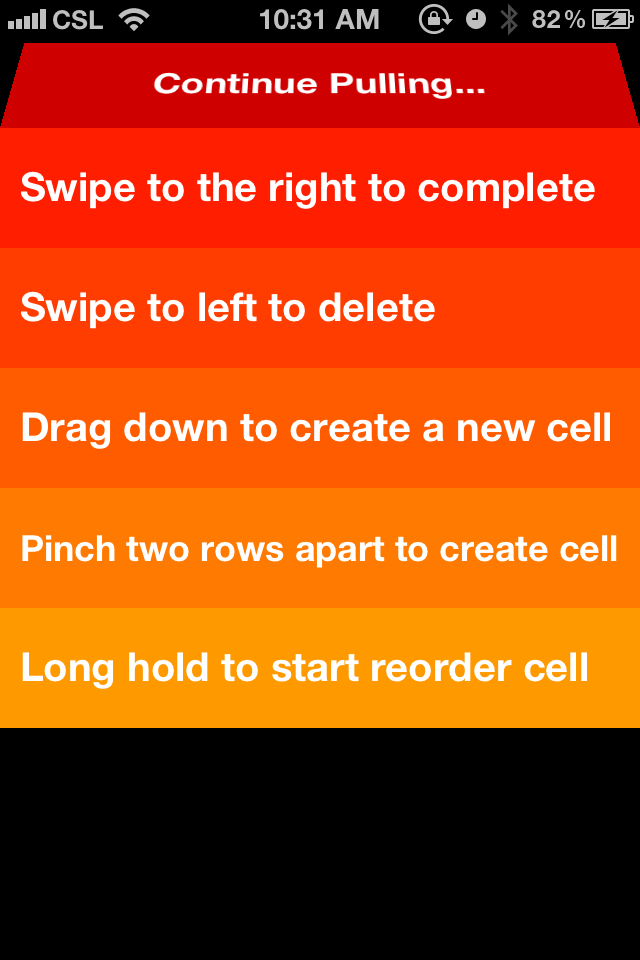 CSL 10:31 AM 82%
Continue Pulling...
Swipe to the right to complete
Swipe to left to delete
Drag down to create a new cell
Pinch two rows apart to create cell
Long hold to start reorder cell